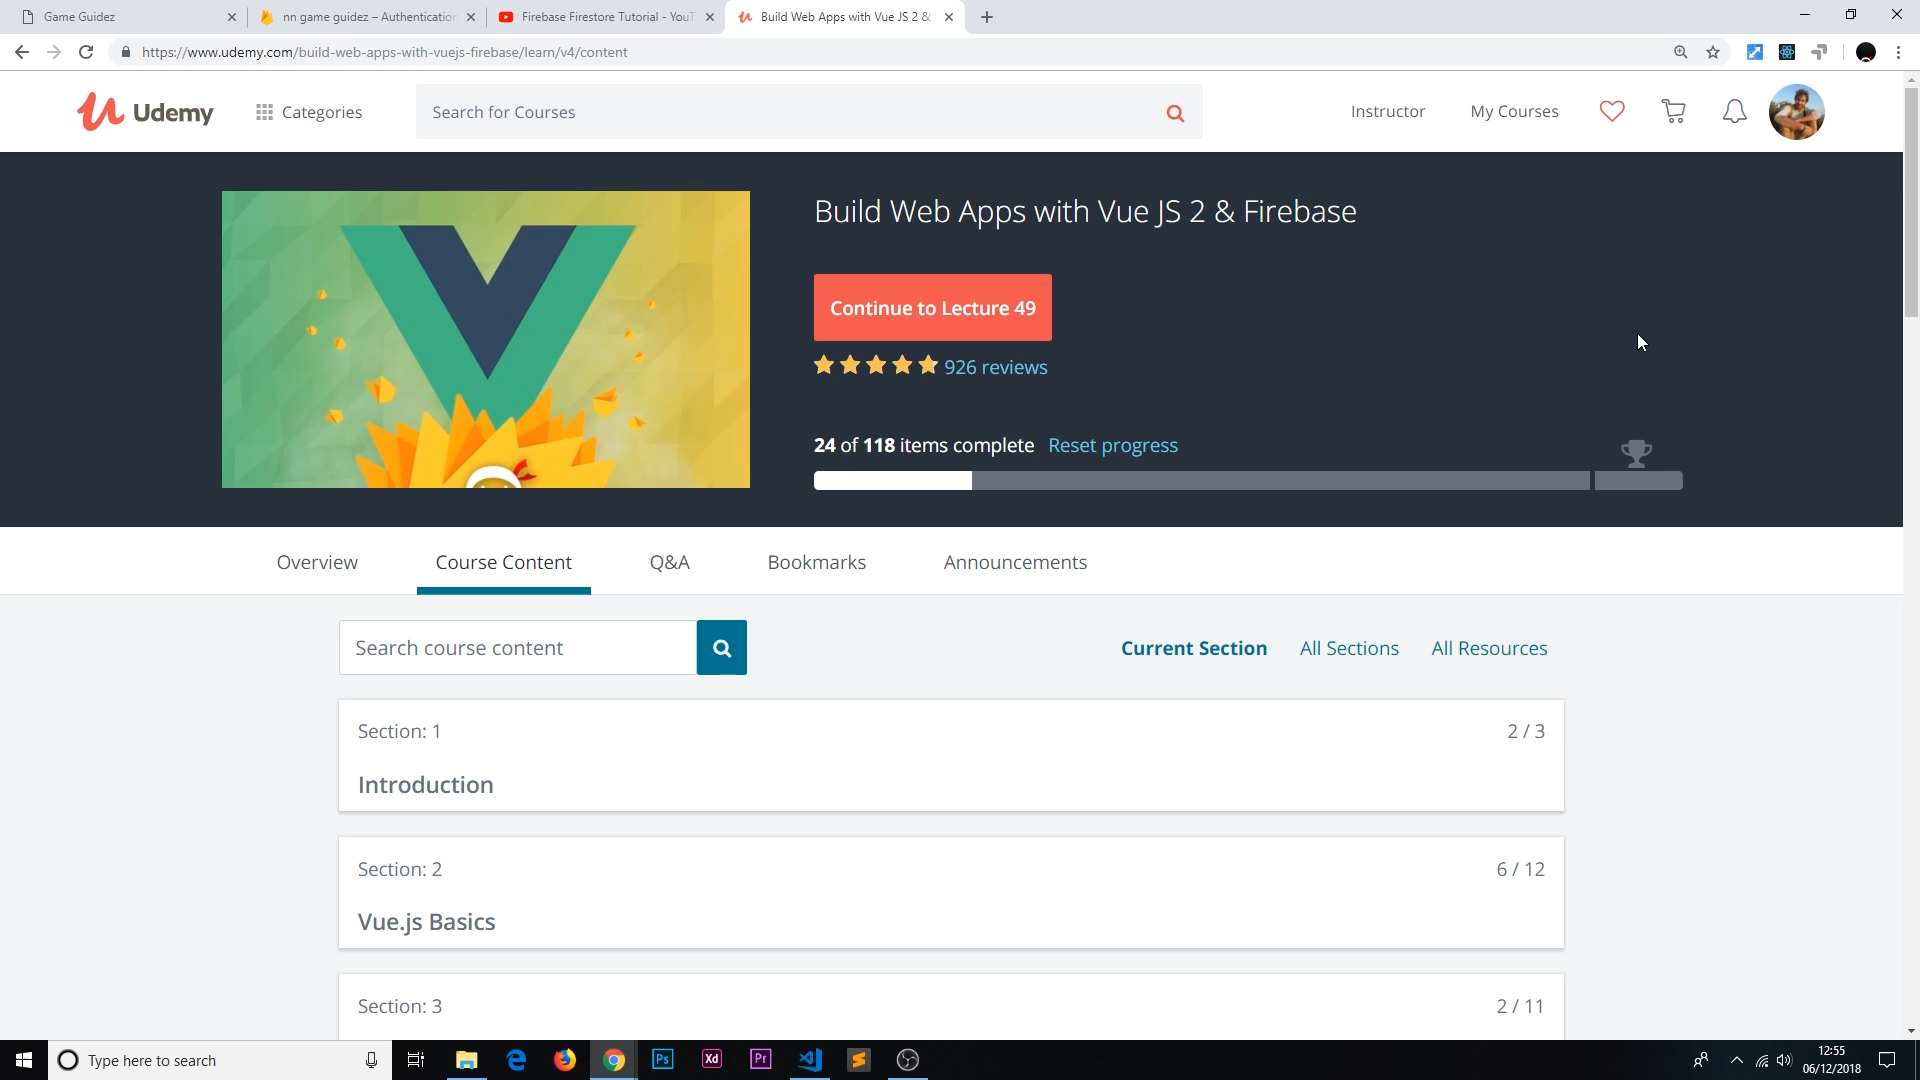 Game Guidez
nn game guidez – Authentication
Firebase Firestore Tutorial - YouT
Build Web Apps with Vue JS 2 &
https://www.udemy.com/build-web-apps-with-vuejs-firebase/learn/v4/content
Udemy
Categories
Search for Courses
Instructor
My Courses
Build Web Apps with Vue JS 2 & Firebase
Continue to Lecture 49
926 reviews
24 of 118 items complete Reset progress
Overview
Course Content
Q&A
Bookmarks
Announcements
Search course content
Current Section
All Sections
All Resources
Section: 1
2 / 3
Introduction
Section: 2
6 / 12
Vue.js Basics
Section: 3
2 / 11
Type here to search
Ps
Xd
Pr
12:55
06/12/2018